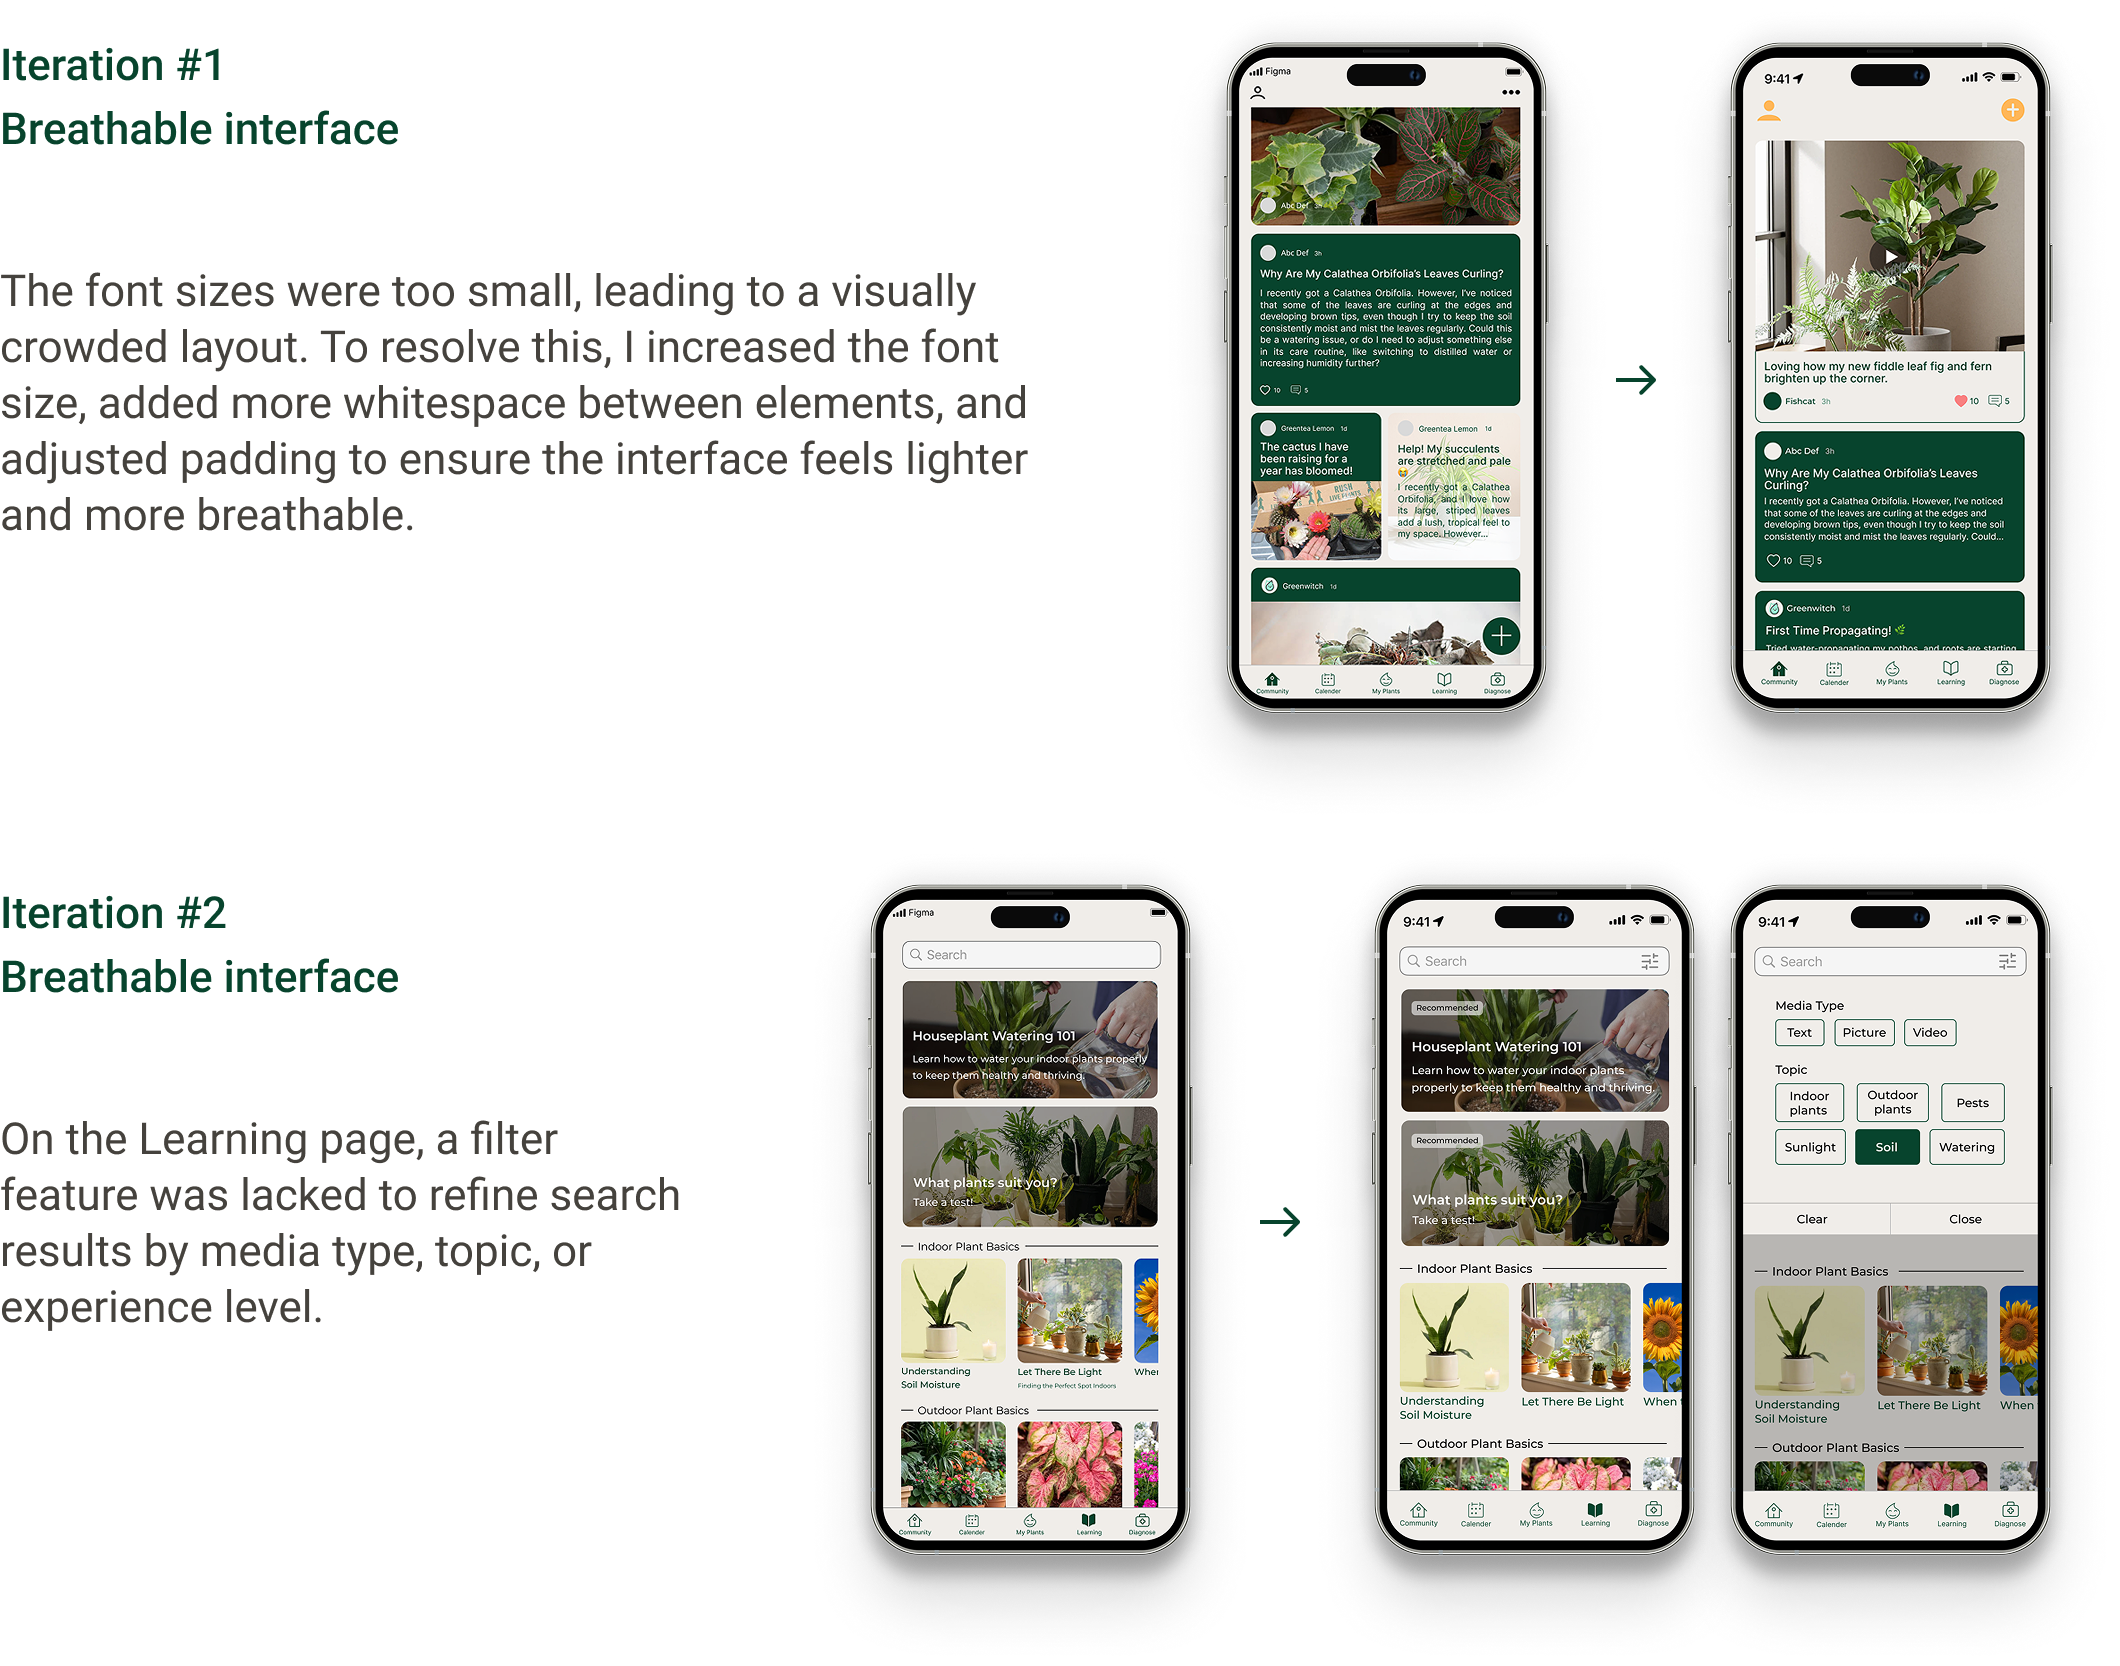 Iteration #1
Breathable interface
The font sizes were too small, leading to a visually
crowded layout. To resolve this, I increased the font
size, added more whitespace between elements, and
adjusted padding to ensure the interface feels lighter
and more breathable.
Figma
Abc Def 3h
Abc Def 3h
Why Are My Calathea Orbifolia's Leaves Curling?
I recently got a Calathea Orbifolia. However, I've noticed
that some of the leaves are curling at the edges and
developing brown tips, even though I try to keep the soil
consistently moist and mist the leaves regularly. Could this
be a watering issue, or do I need to adjust something else
in its care routine, like switching to distilled water or
increasing humidity further?
10 5
Greentea Lemon 1d
The cactus I have
been raising for a
year has bloomed!
RUSH
LIVE PLANTS
Greentea Lemon 1d
Help! My succulents
are stretched and pale
😭
I recently got a Calathea
Orbifolia, and I love how
its large, striped leaves
add a lush, tropical feel to
my space. However...
Greenwitch 1d
Community Calender My Plants Learning Diagnose
9:41
Loving how my new fiddle leaf fig and fern
brighten up the corner.
Fishcat 3h 10 5
Abc Def 3h
Why Are My Calathea Orbifolia's Leaves
Curling?
I recently got a Calathea Orbifolia. However, I've noticed
that some of the leaves are curling at the edges and
developing brown tips, even though I try to keep the soil
consistently moist and mist the leaves regularly. Could...
10 5
Greenwitch 1d
First Time Propagating! 🌿
Tried water-propagating my pothos, and roots are starting
Community Calender My Plants Learning Diagnose
Iteration #2
Breathable interface
On the Learning page, a filter
feature was lacked to refine search
results by media type, topic, or
experience level.
Figma
Search
Houseplant Watering 101
Learn how to water your indoor plants properly
to keep them healthy and thriving.
What plants suit you?
Take a test!
Indoor Plant Basics
Understanding
Soil Moisture
Let There Be Light
Finding the Perfect Spot Indoors
When
Outdoor Plant Basics
Community Calender My Plants Learning Diagnose
9:41
Search
Recommended
Houseplant Watering 101
Learn how to water your indoor plants
properly to keep them healthy and thriving.
Recommended
What plants suit you?
Take a test!
Indoor Plant Basics
Understanding
Soil Moisture
Let There Be Light
When
Outdoor Plant Basics
Community Calender My Plants Learning Diagnose
9:41
Search
Media Type
Text Picture Video
Topic
Indoor
plants
Outdoor
plants
Pests
Sunlight Soil Watering
Clear Close
Indoor Plant Basics
Understanding
Soil Moisture
Let There Be Light
When
Outdoor Plant Basics
Community Calender My Plants Learning Diagnose